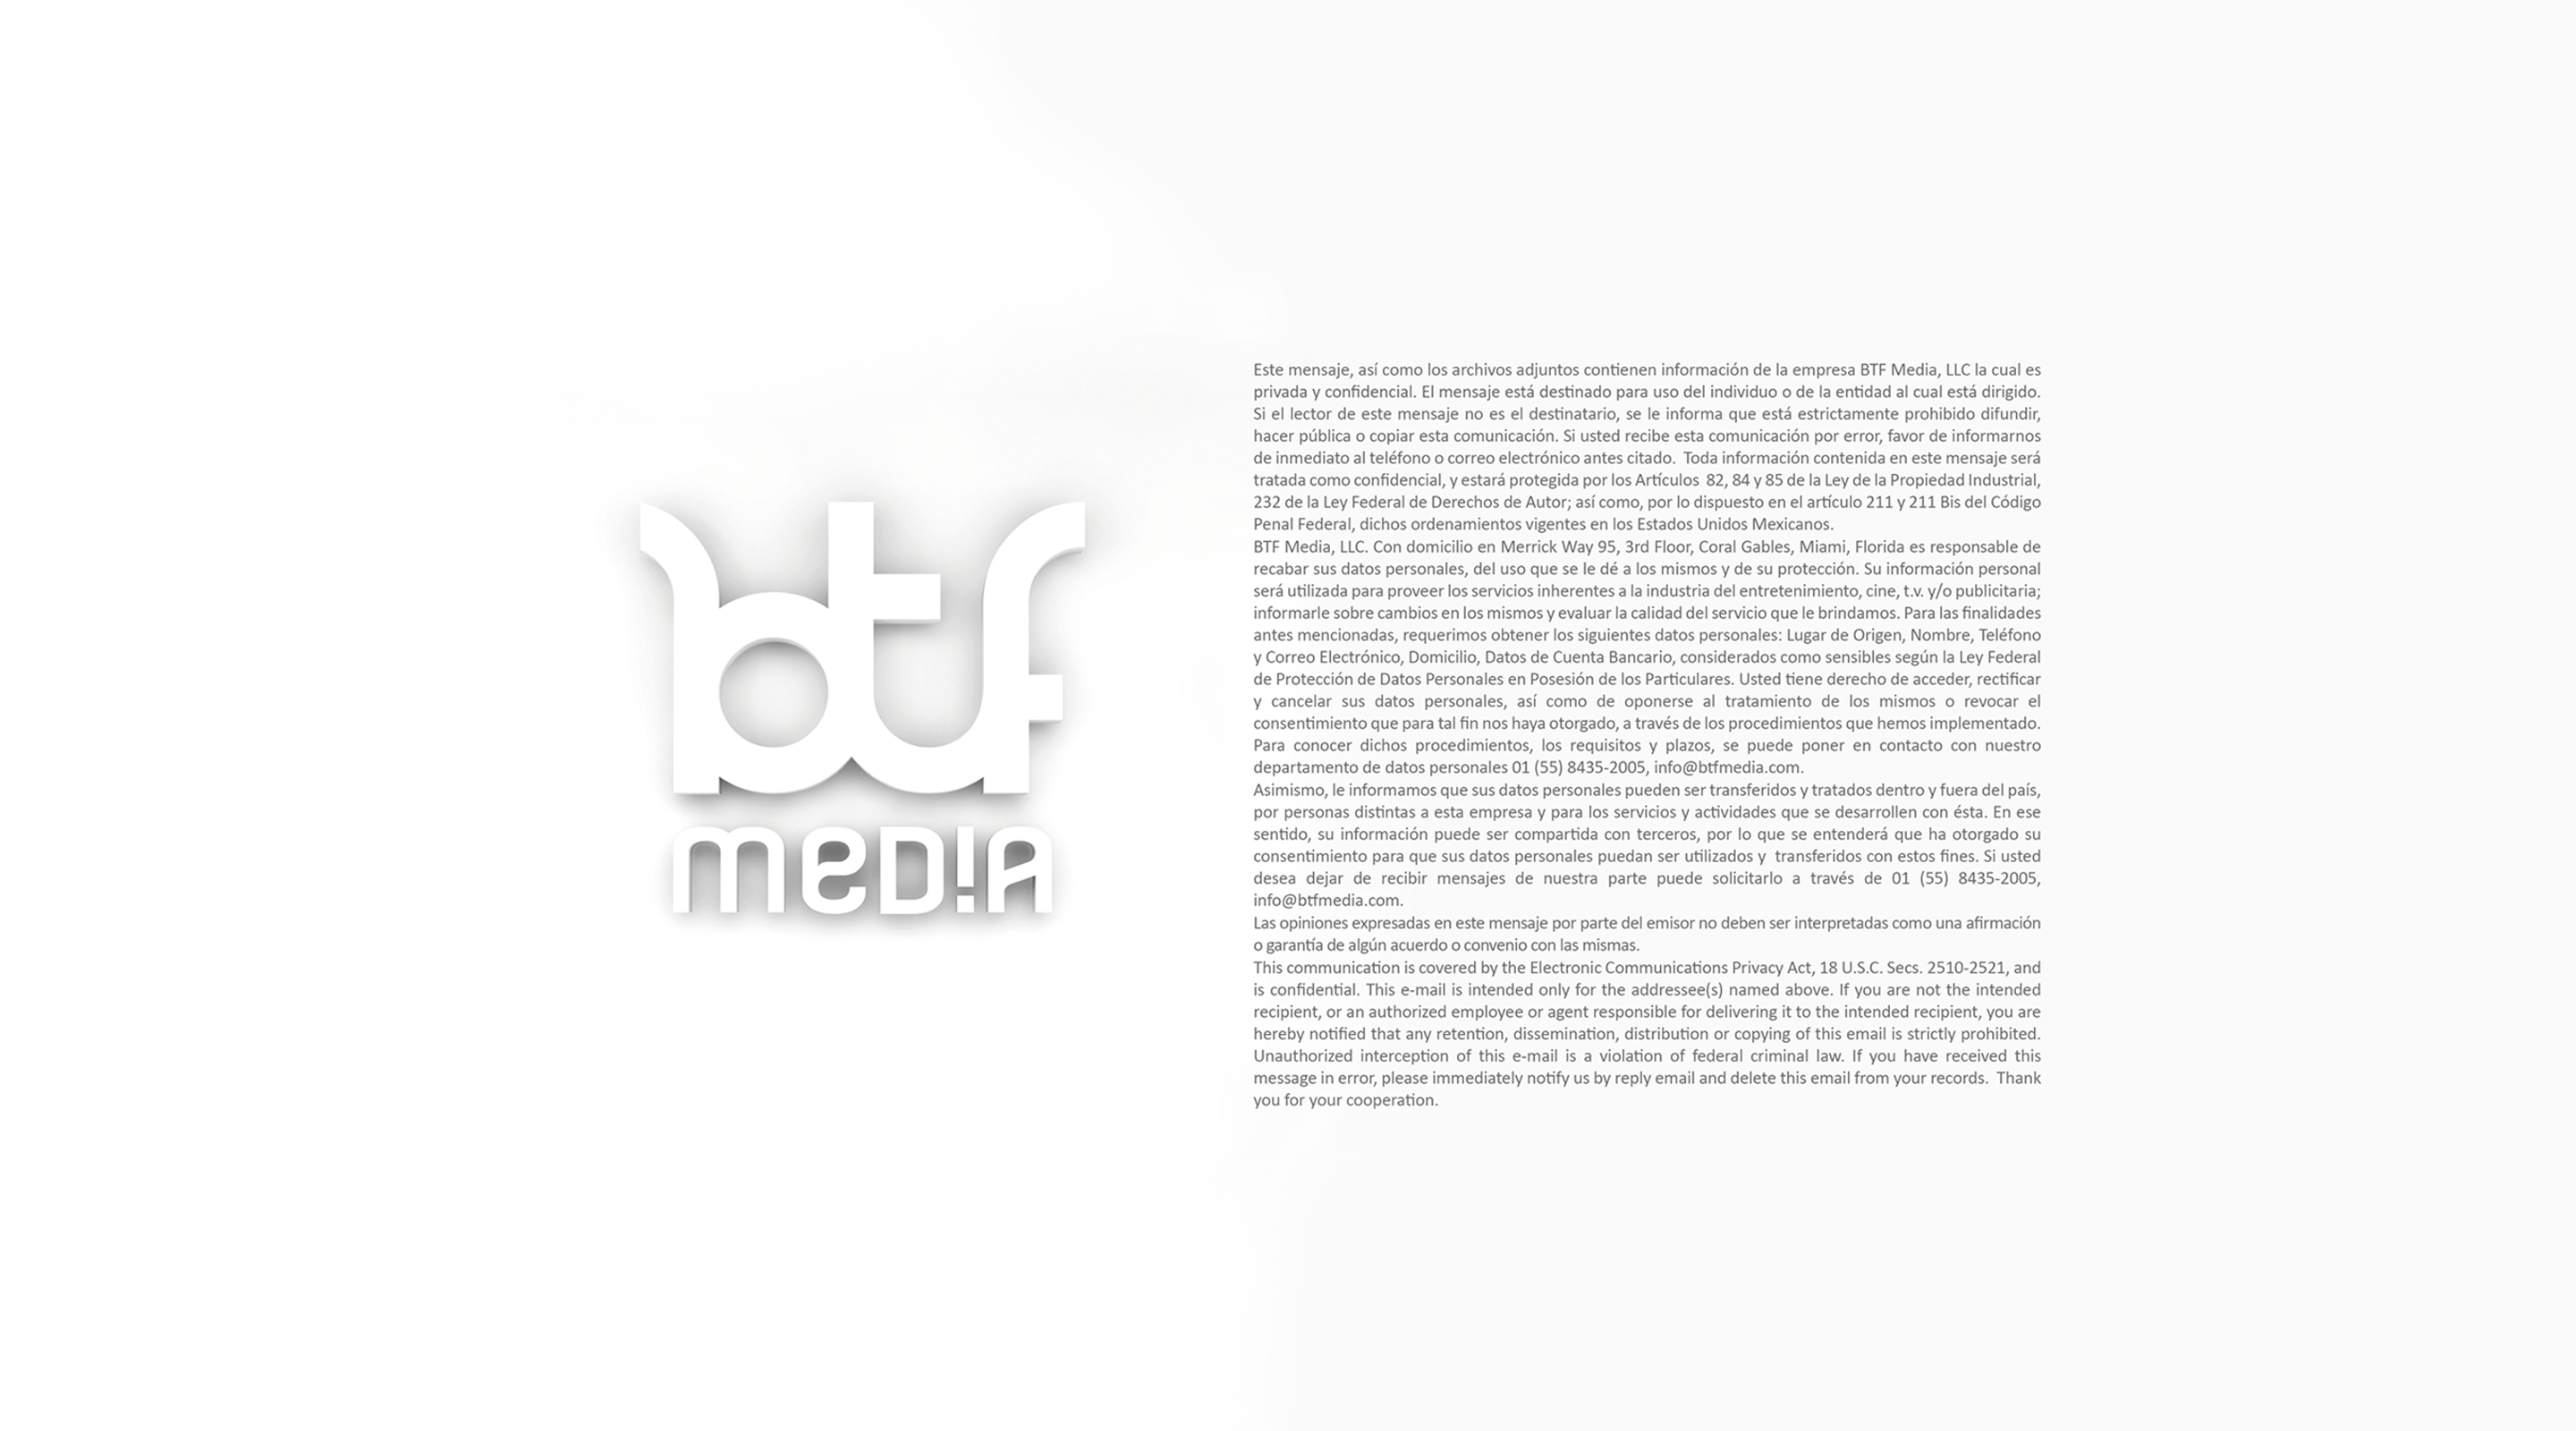 btf
meD!A
Este mensaje, así como los archivos adjuntos contienen información de la empresa BTF Media, LLC la cual es
privada y confidencial. El mensaje está destinado para uso del individuo o de la entidad al cual está dirigido.
Si el lector de este mensaje no es el destinatario, se le informa que está estrictamente prohibido difundir,
hacer pública o copiar esta comunicación. Si usted recibe esta comunicación por error, favor de informarnos
de inmediato al teléfono o correo electrónico antes citado.  Toda información contenida en este mensaje será
tratada como confidencial, y estará protegida por los Artículos  82, 84 y 85 de la Ley de la Propiedad Industrial,
232 de la Ley Federal de Derechos de Autor; así como, por lo dispuesto en el artículo 211 y 211 Bis del Código
Penal Federal, dichos ordenamientos vigentes en los Estados Unidos Mexicanos.
BTF Media, LLC. Con domicilio en Merrick Way 95, 3rd Floor, Coral Gables, Miami, Florida es responsable de
recabar sus datos personales, del uso que se le dé a los mismos y de su protección. Su información personal
será utilizada para proveer los servicios inherentes a la industria del entretenimiento, cine, t.v. y/o publicitaria;
informarle sobre cambios en los mismos y evaluar la calidad del servicio que le brindamos. Para las finalidades
antes mencionadas, requerimos obtener los siguientes datos personales: Lugar de Origen, Nombre, Teléfono
y Correo Electrónico, Domicilio, Datos de Cuenta Bancario, considerados como sensibles según la Ley Federal
de Protección de Datos Personales en Posesión de los Particulares. Usted tiene derecho de acceder, rectificar
y cancelar sus datos personales, así como de oponerse al tratamiento de los mismos o revocar el
consentimiento que para tal fin nos haya otorgado, a través de los procedimientos que hemos implementado.
Para conocer dichos procedimientos, los requisitos y plazos, se puede poner en contacto con nuestro
departamento de datos personales 01 (55) 8435-2005, info@btfmedia.com.
Asimismo, le informamos que sus datos personales pueden ser transferidos y tratados dentro y fuera del país,
por personas distintas a esta empresa y para los servicios y actividades que se desarrollen con ésta. En ese
sentido, su información puede ser compartida con terceros, por lo que se entenderá que ha otorgado su
consentimiento para que sus datos personales puedan ser utilizados y  transferidos con estos fines. Si usted
desea dejar de recibir mensajes de nuestra parte puede solicitarlo a través de 01 (55) 8435-2005,
info@btfmedia.com.
Las opiniones expresadas en este mensaje por parte del emisor no deben ser interpretadas como una afirmación
o garantía de algún acuerdo o convenio con las mismas.
This communication is covered by the Electronic Communications Privacy Act, 18 U.S.C. Secs. 2510-2521, and
is confidential. This e-mail is intended only for the addressee(s) named above. If you are not the intended
recipient, or an authorized employee or agent responsible for delivering it to the intended recipient, you are
hereby notified that any retention, dissemination, distribution or copying of this email is strictly prohibited.
Unauthorized interception of this e-mail is a violation of federal criminal law. If you have received this
message in error, please immediately notify us by reply email and delete this email from your records.  Thank
you for your cooperation.